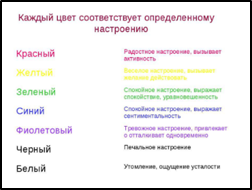 Каждый цвет соответствует определенному
настроению
Красный
Радостное настроение, вызывает
активность
Желтый
Веселое настроение, вызывает
желание действовать
Зеленый
Спокойное настроение, выражает
спокойствие, уравновешенность
Синий
Спокойное настроение, выражает
сентиментальность
Фиолетовый
Тревожное настроение, привлекает
о отталкивает одновременно
Черный
Печальное настроение
Белый
Утомление, ощущение усталости